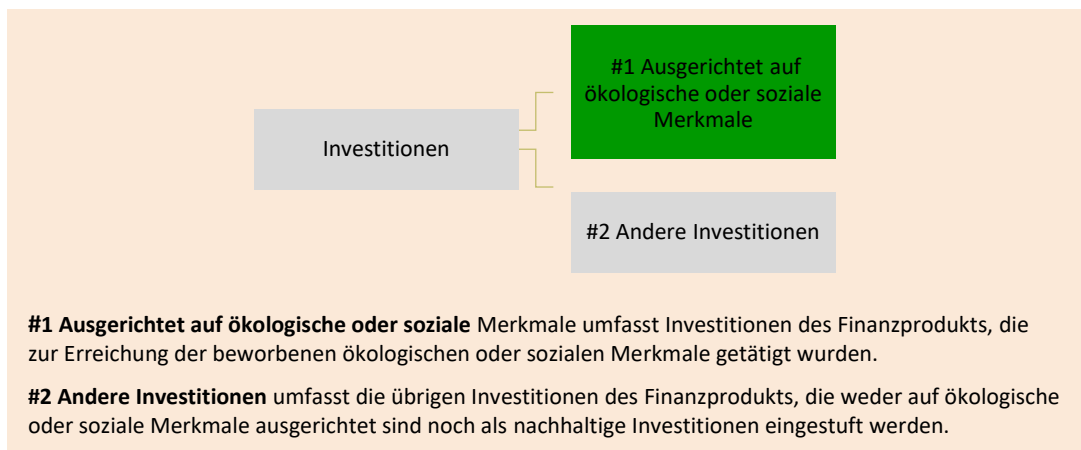 #1 Ausgerichtet auf
ökologische oder soziale
Merkmale
Investitionen
#2 Andere Investitionen
#1 Ausgerichtet auf ökologische oder soziale Merkmale umfasst Investitionen des Finanzprodukts, die
zur Erreichung der beworbenen ökologischen oder sozialen Merkmale getätigt wurden.
#2 Andere Investitionen umfasst die übrigen Investitionen des Finanzprodukts, die weder auf ökologische
oder soziale Merkmale ausgerichtet sind noch als nachhaltige Investitionen eingestuft werden.